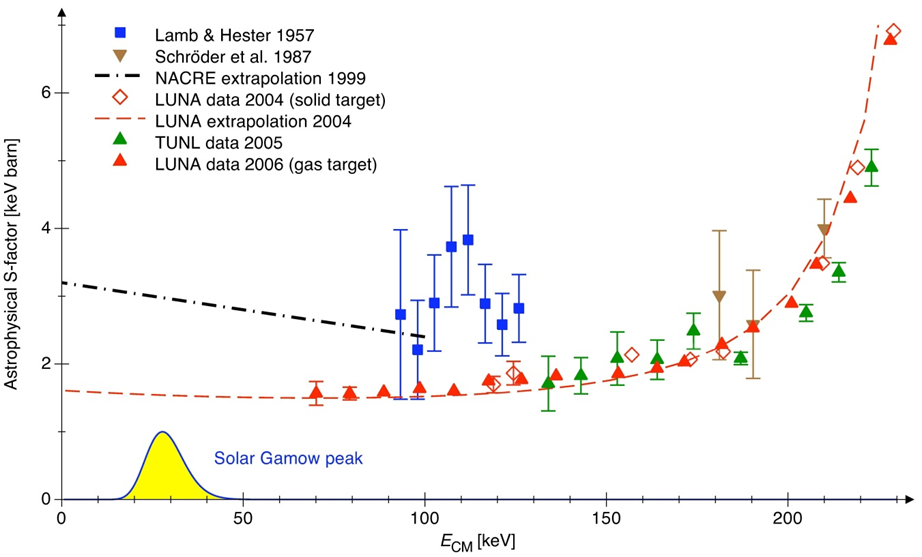 Astrophysical S-factor [keV barn]
6
4
2
0
Lamb & Hester 1957
Schröder et al. 1987
NACRE extrapolation 1999
LUNA data 2004 (solid target)
LUNA extrapolation 2004
TUNL data 2005
LUNA data 2006 (gas target)
Solar Gamow peak
0 50 100 150 200
ECM [keV]